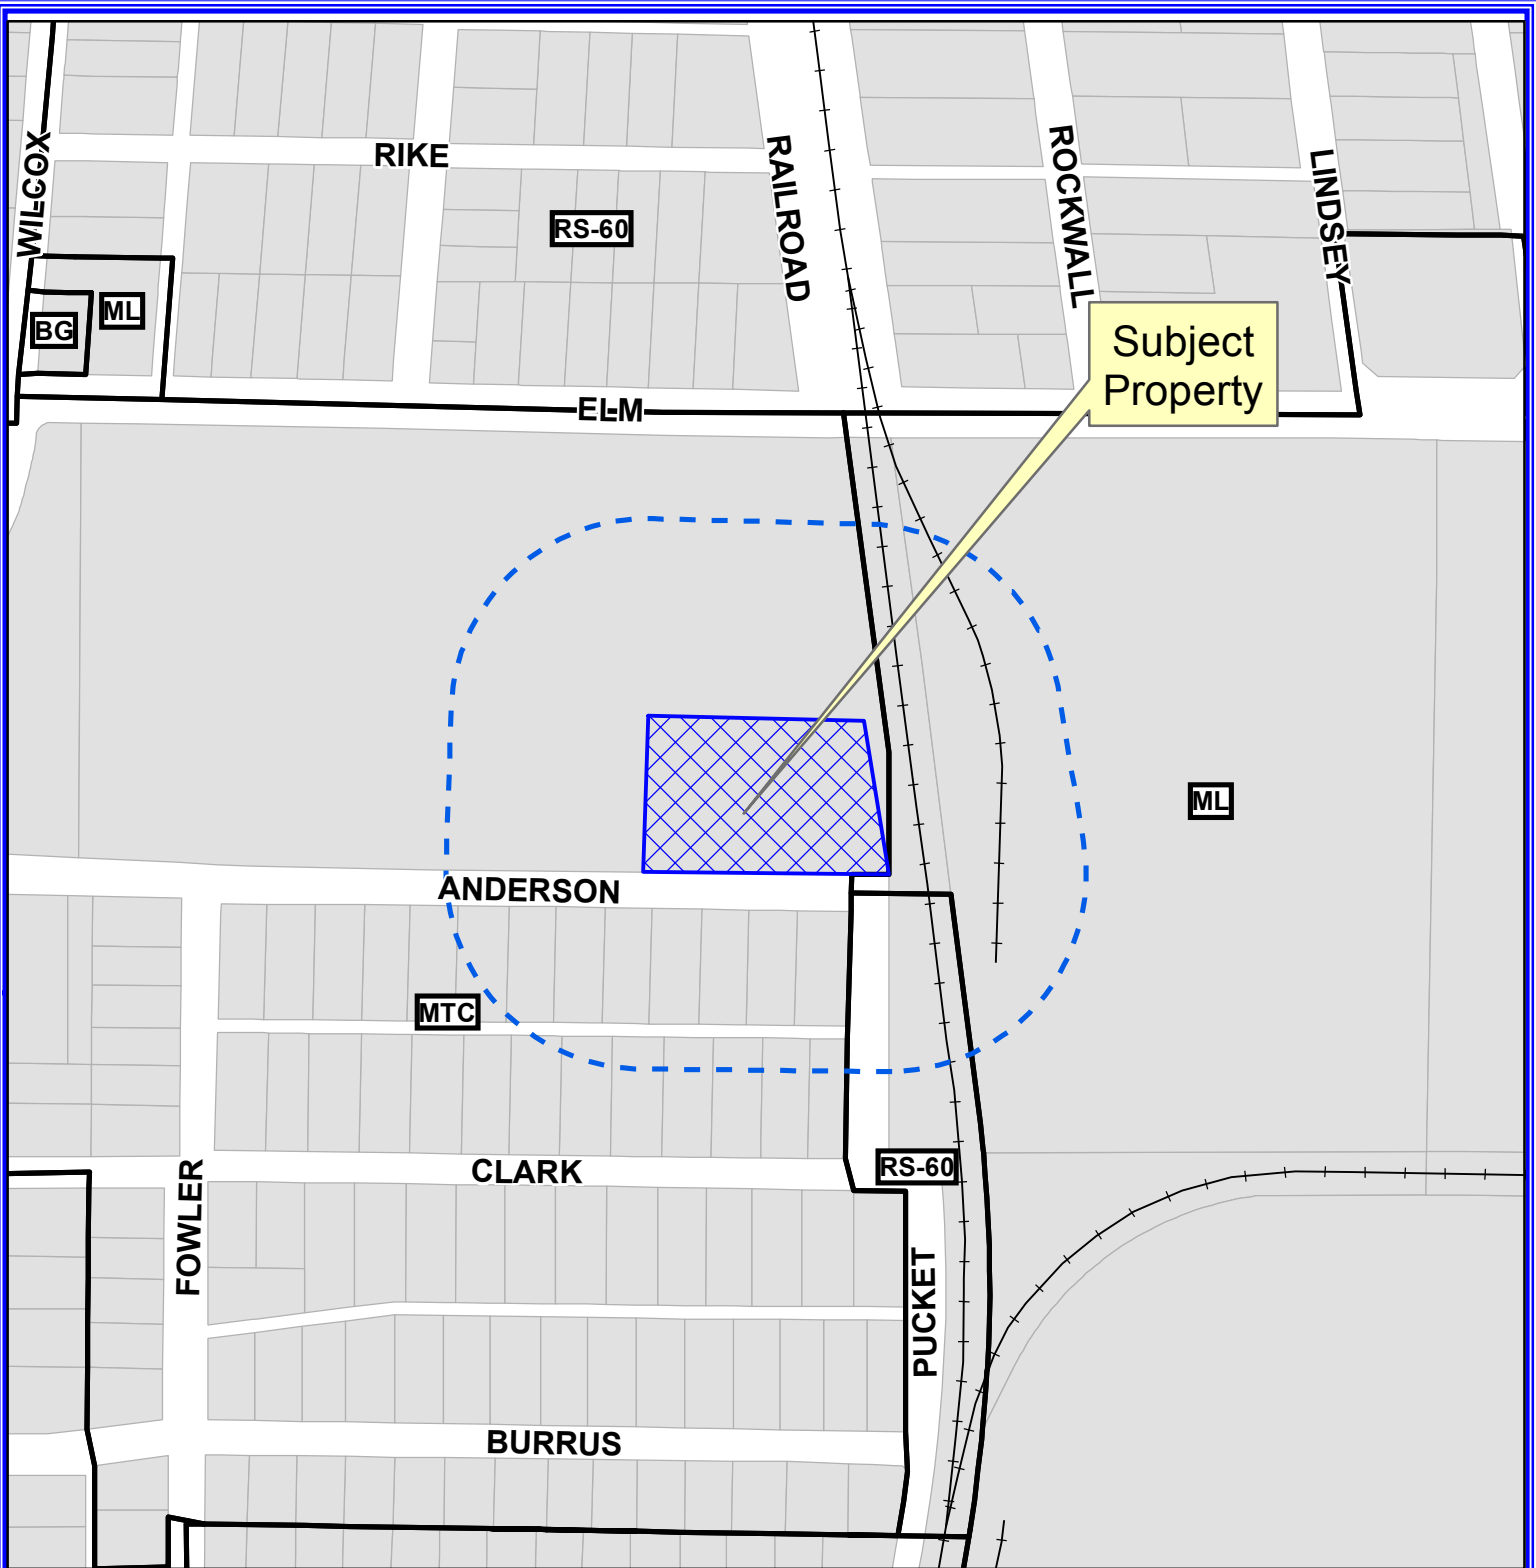 WILCOX
RIKE
RAILROAD
ROCKWALL
LINDSEY
RS-60
ML
BG
Subject
Property
ELM
ML
ANDERSON
MTC
CLARK
RS-60
FOWLER
PUCKET
BURRUS